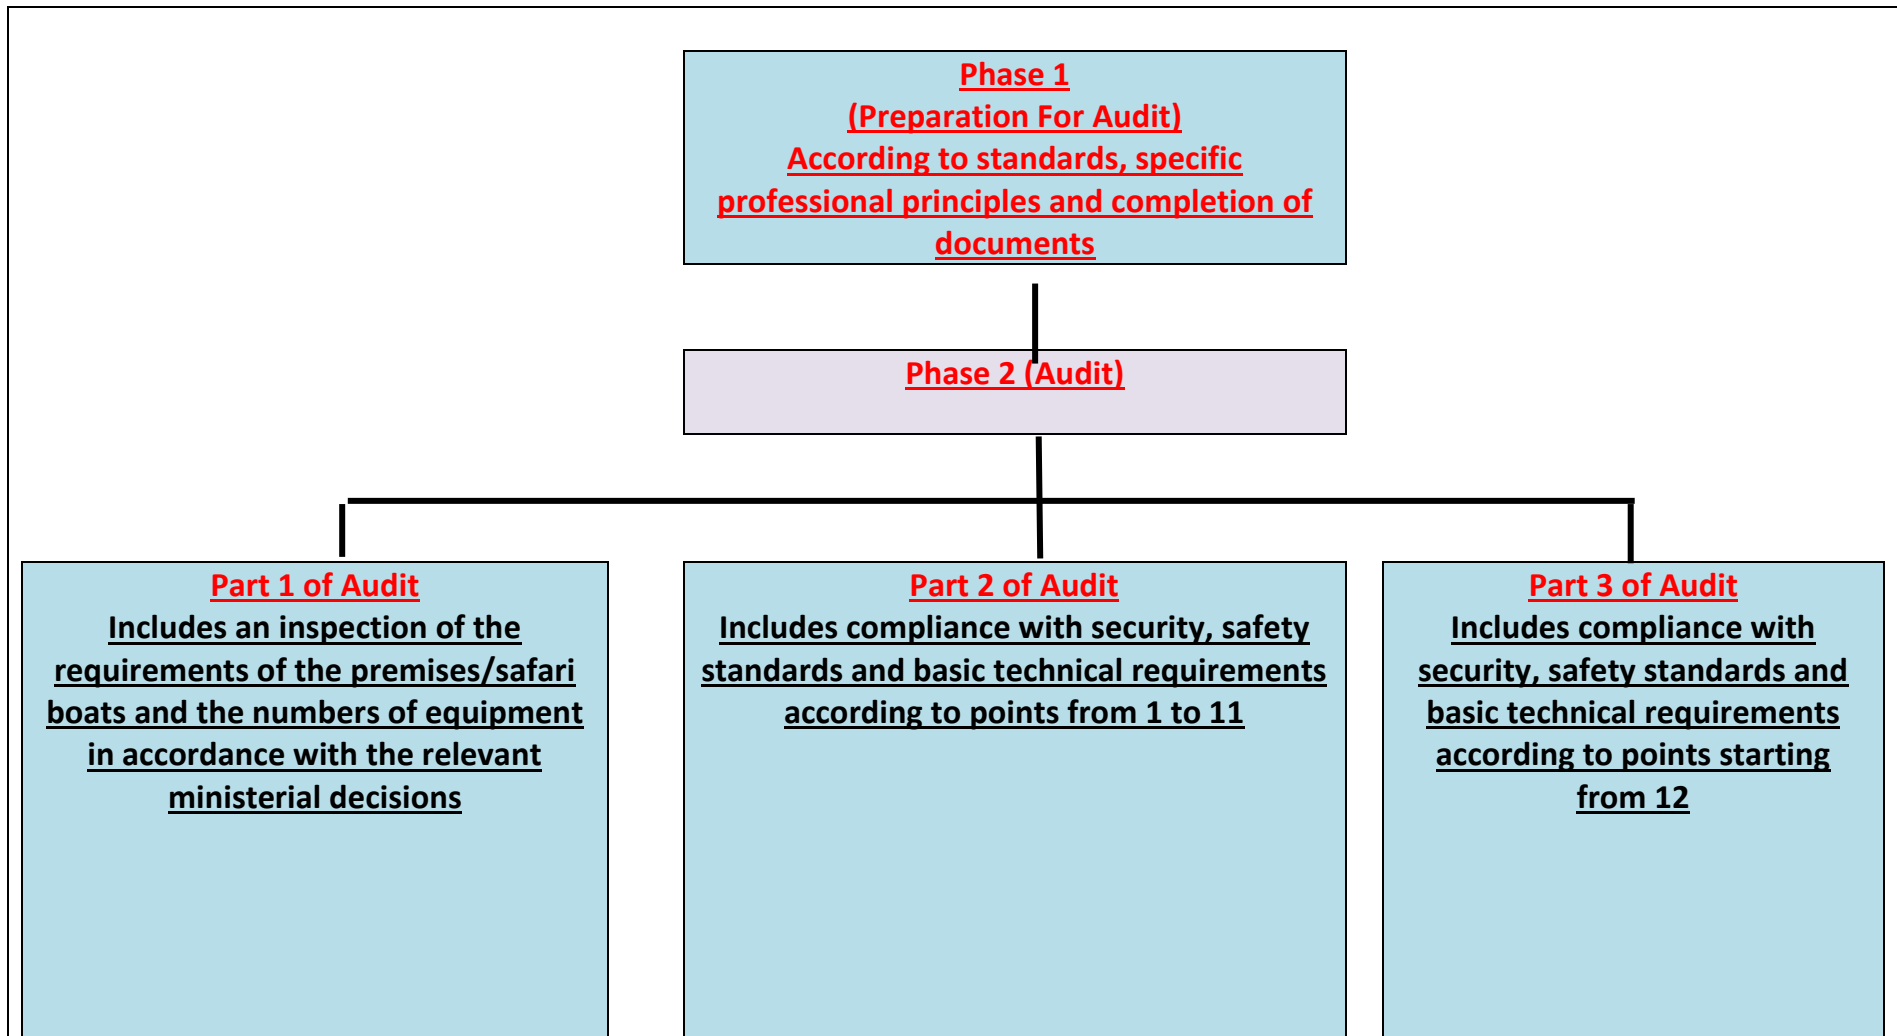 Phase 1
(Preparation For Audit)
According to standards, specific
professional principles and completion of
documents
Phase 2 (Audit)
Part 1 of Audit
Includes an inspection of the
requirements of the premises/safari
boats and the numbers of equipment
in accordance with the relevant
ministerial decisions
Part 2 of Audit
Includes compliance with security, safety
standards and basic technical requirements
according to points from 1 to 11
Part 3 of Audit
Includes compliance with
security, safety standards and
basic technical requirements
according to points starting
from 12